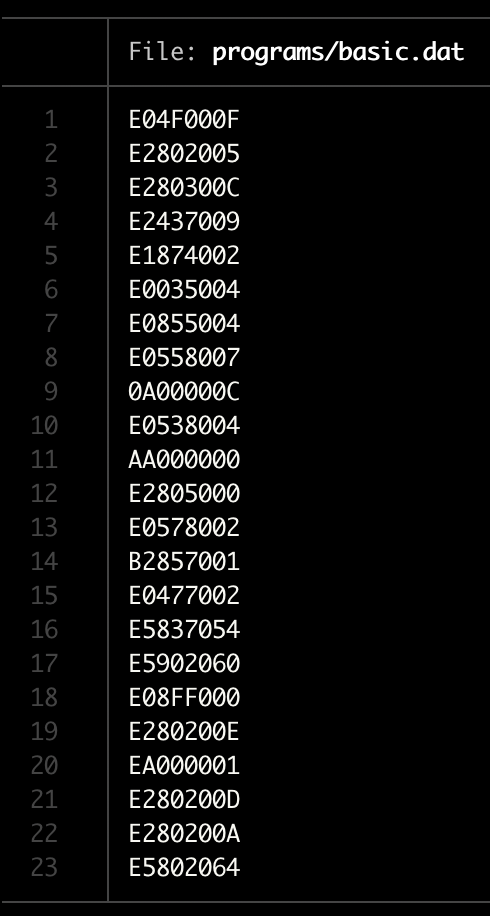 File: programs/basic.dat
1 E04F000F
2 E2802005
3 E280300C
4 E2437009
5 E1874002
6 E0035004
7 E0855004
8 E0558007
9 0A00000C
10 E0538004
11 AA000000
12 E2805000
13 E0578002
14 B2857001
15 E0477002
16 E5837054
17 E5902060
18 E08FF000
19 E280200E
20 EA000001
21 E280200D
22 E280200A
23 E5802064